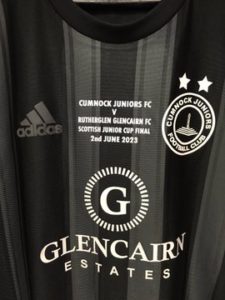 CUMNOCK JUNIORS FC
V
RUTHERGLEN GLENCAIRN FC
SCOTTISH JUNIOR CUP FINAL
2nd JUNE 2023
adidas
CUMNOCK JUNIORS
FOOTBALL CLUB
G
GLENCAIRN
ESTATES